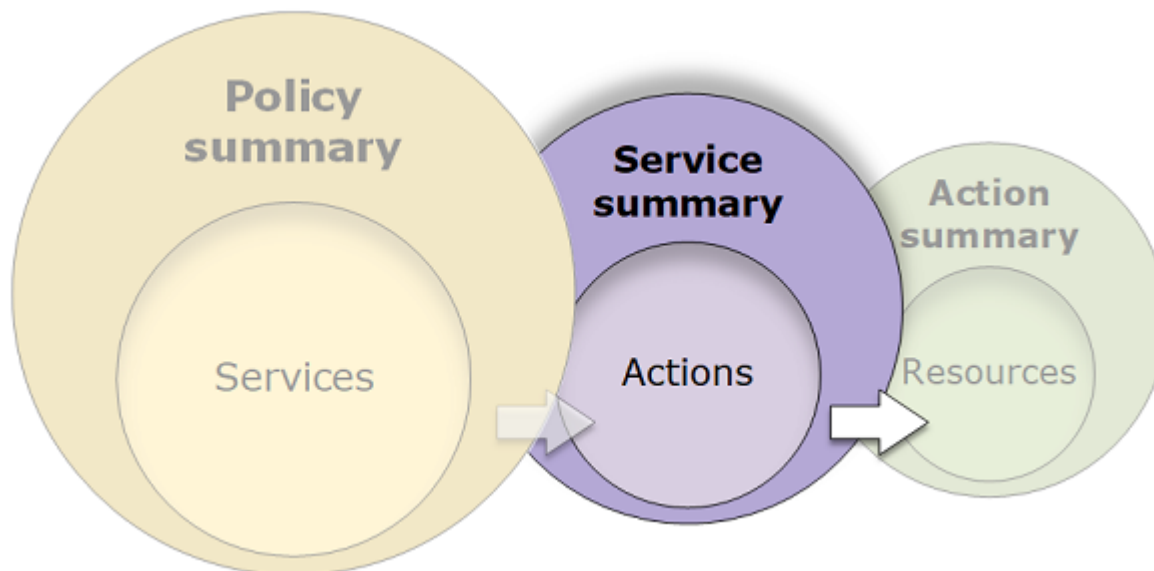 Policy
summary
Services
Service
summary
Actions
Action
summary
Resources